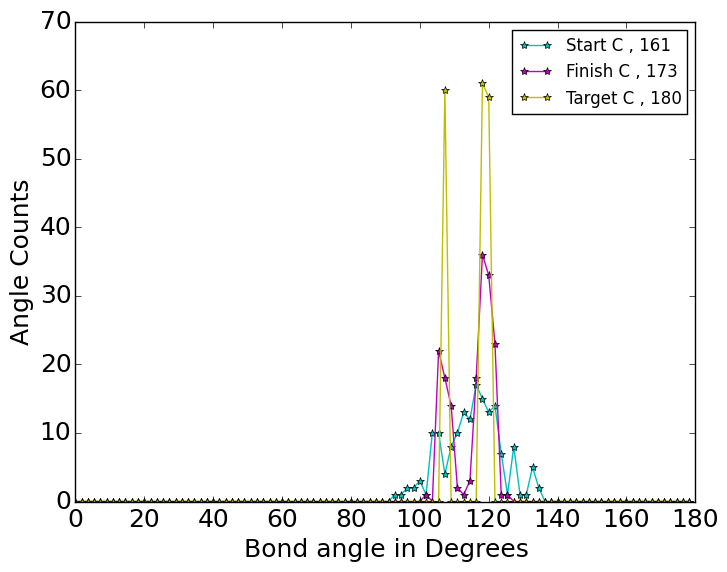 70
60
50
40
30
20
10
0
Angle Counts
Start C , 161
Finish C , 173
Target C , 180
0 20 40 60 80 100 120 140 160 180
Bond angle in Degrees